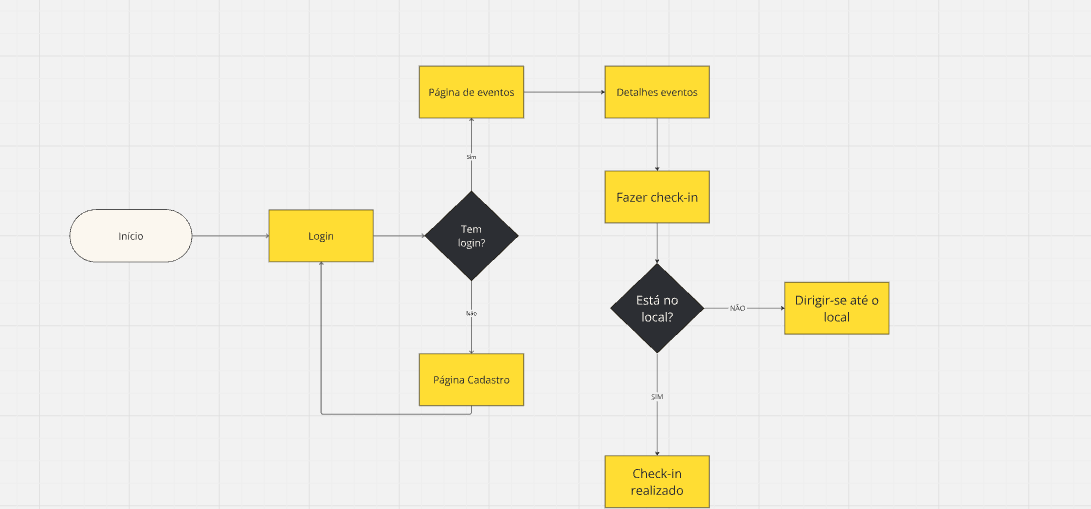 Página de eventos
Detalhes eventos
Sim
Fazer check-in
Início
Login
Tem
login?
Está no
local?
NÃO
Dirigir-se até o
local
Não
Página Cadastro
SIM
Check-in
realizado